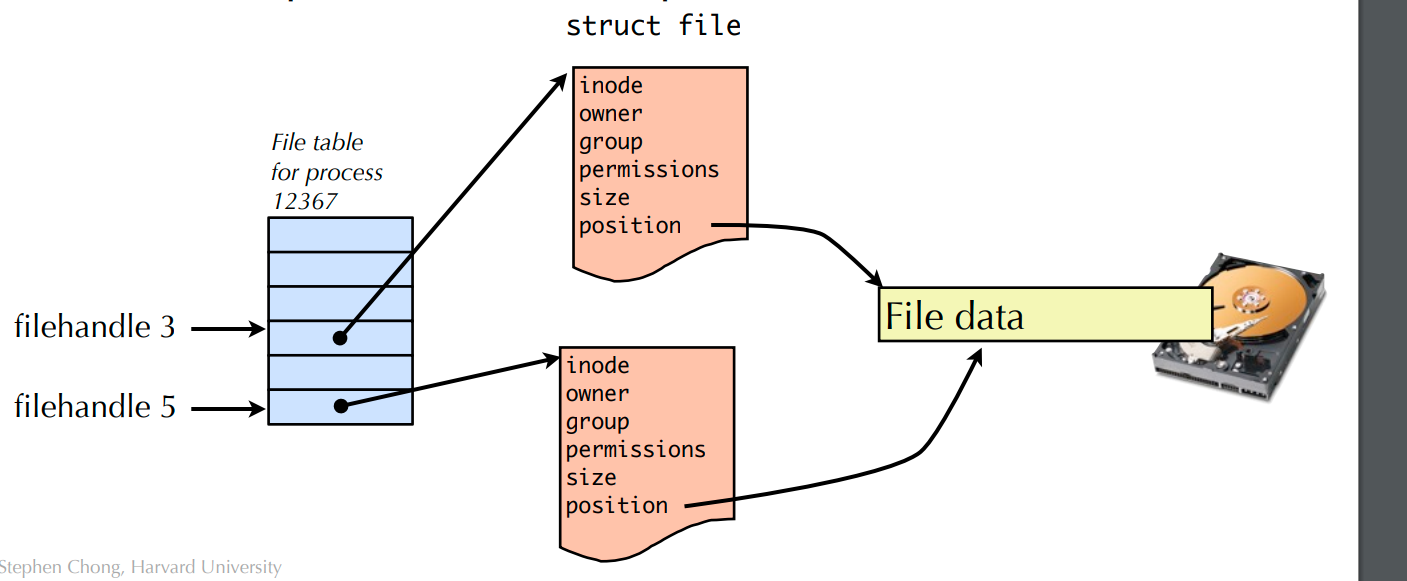 struct file
inode
owner
group
permissions
size
position
File table
for process
12367
filehandle 3
filehandle 5
File data
inode
owner
group
permissions
size
position
Stephen Chong, Harvard University